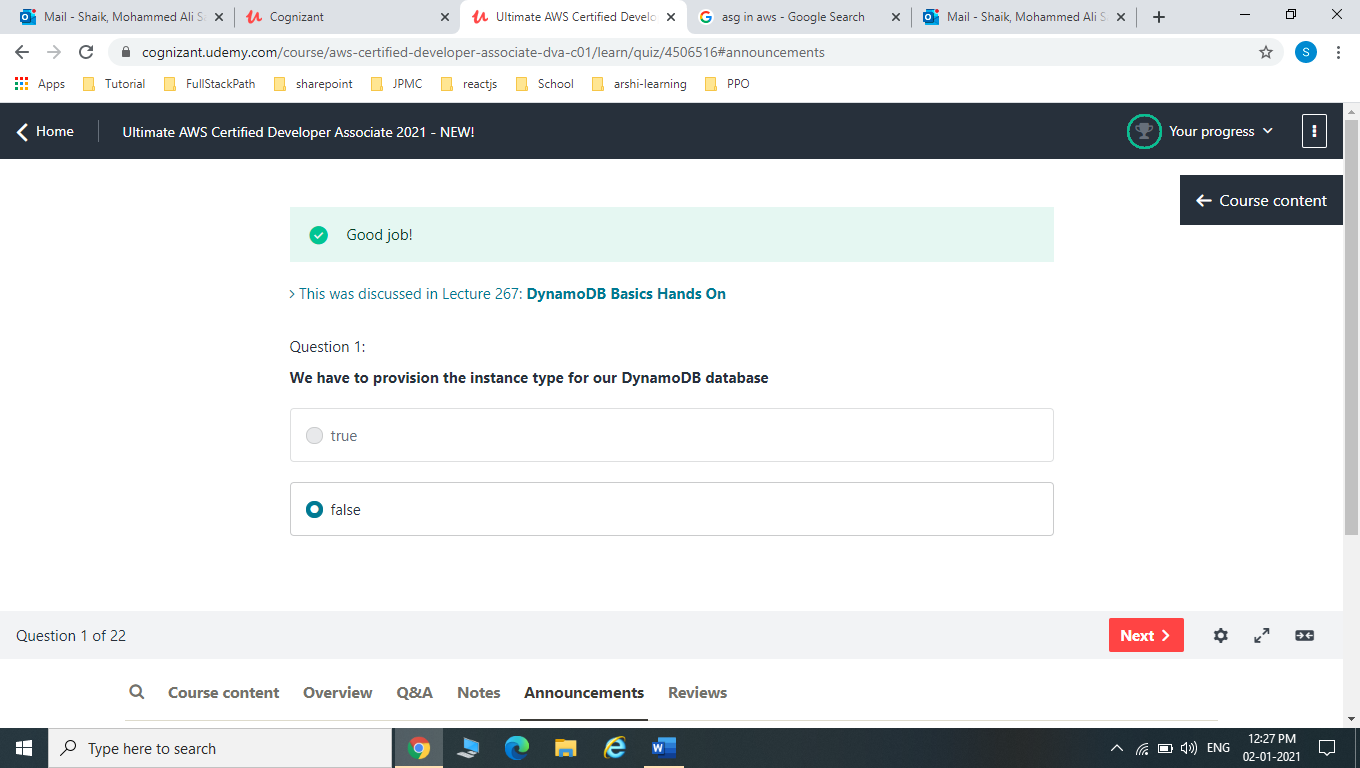 Mail - Shaik, Mohammed Ali S
Cognizant
Ultimate AWS Certified Develo
asg in aws - Google Search
Mail - Shaik, Mohammed Ali S
cognizant.udemy.com/course/aws-certified-developer-associate-dva-c01/learn/quiz/4506516#announcements
S
Apps
Tutorial
FullStackPath
sharepoint
JPMC
reactjs
School
arshi-learning
PPO
Home
Ultimate AWS Certified Developer Associate 2021 - NEW!
Your progress
Course content
Good job!
This was discussed in Lecture 267: DynamoDB Basics Hands On
Question 1:
We have to provision the instance type for our DynamoDB database
true
false
Question 1 of 22
Next
Course content
Overview
Q&A
Notes
Announcements
Reviews
Type here to search
ENG
12:27 PM
02-01-2021